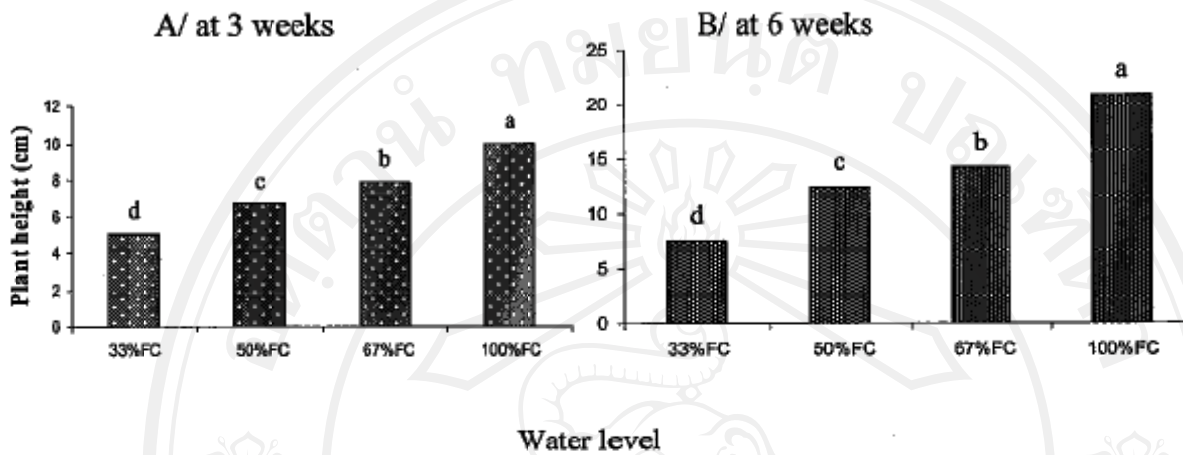 A/ at 3 weeks
Plant height (cm)
12
10
8
6
4
2
0
d
c
b
a
33%FC
50%FC
67%FC
100%FC
B/ at 6 weeks
25
20
15
10
5
0
d
c
b
a
33%FC
50%FC
67%FC
100%FC
Water level